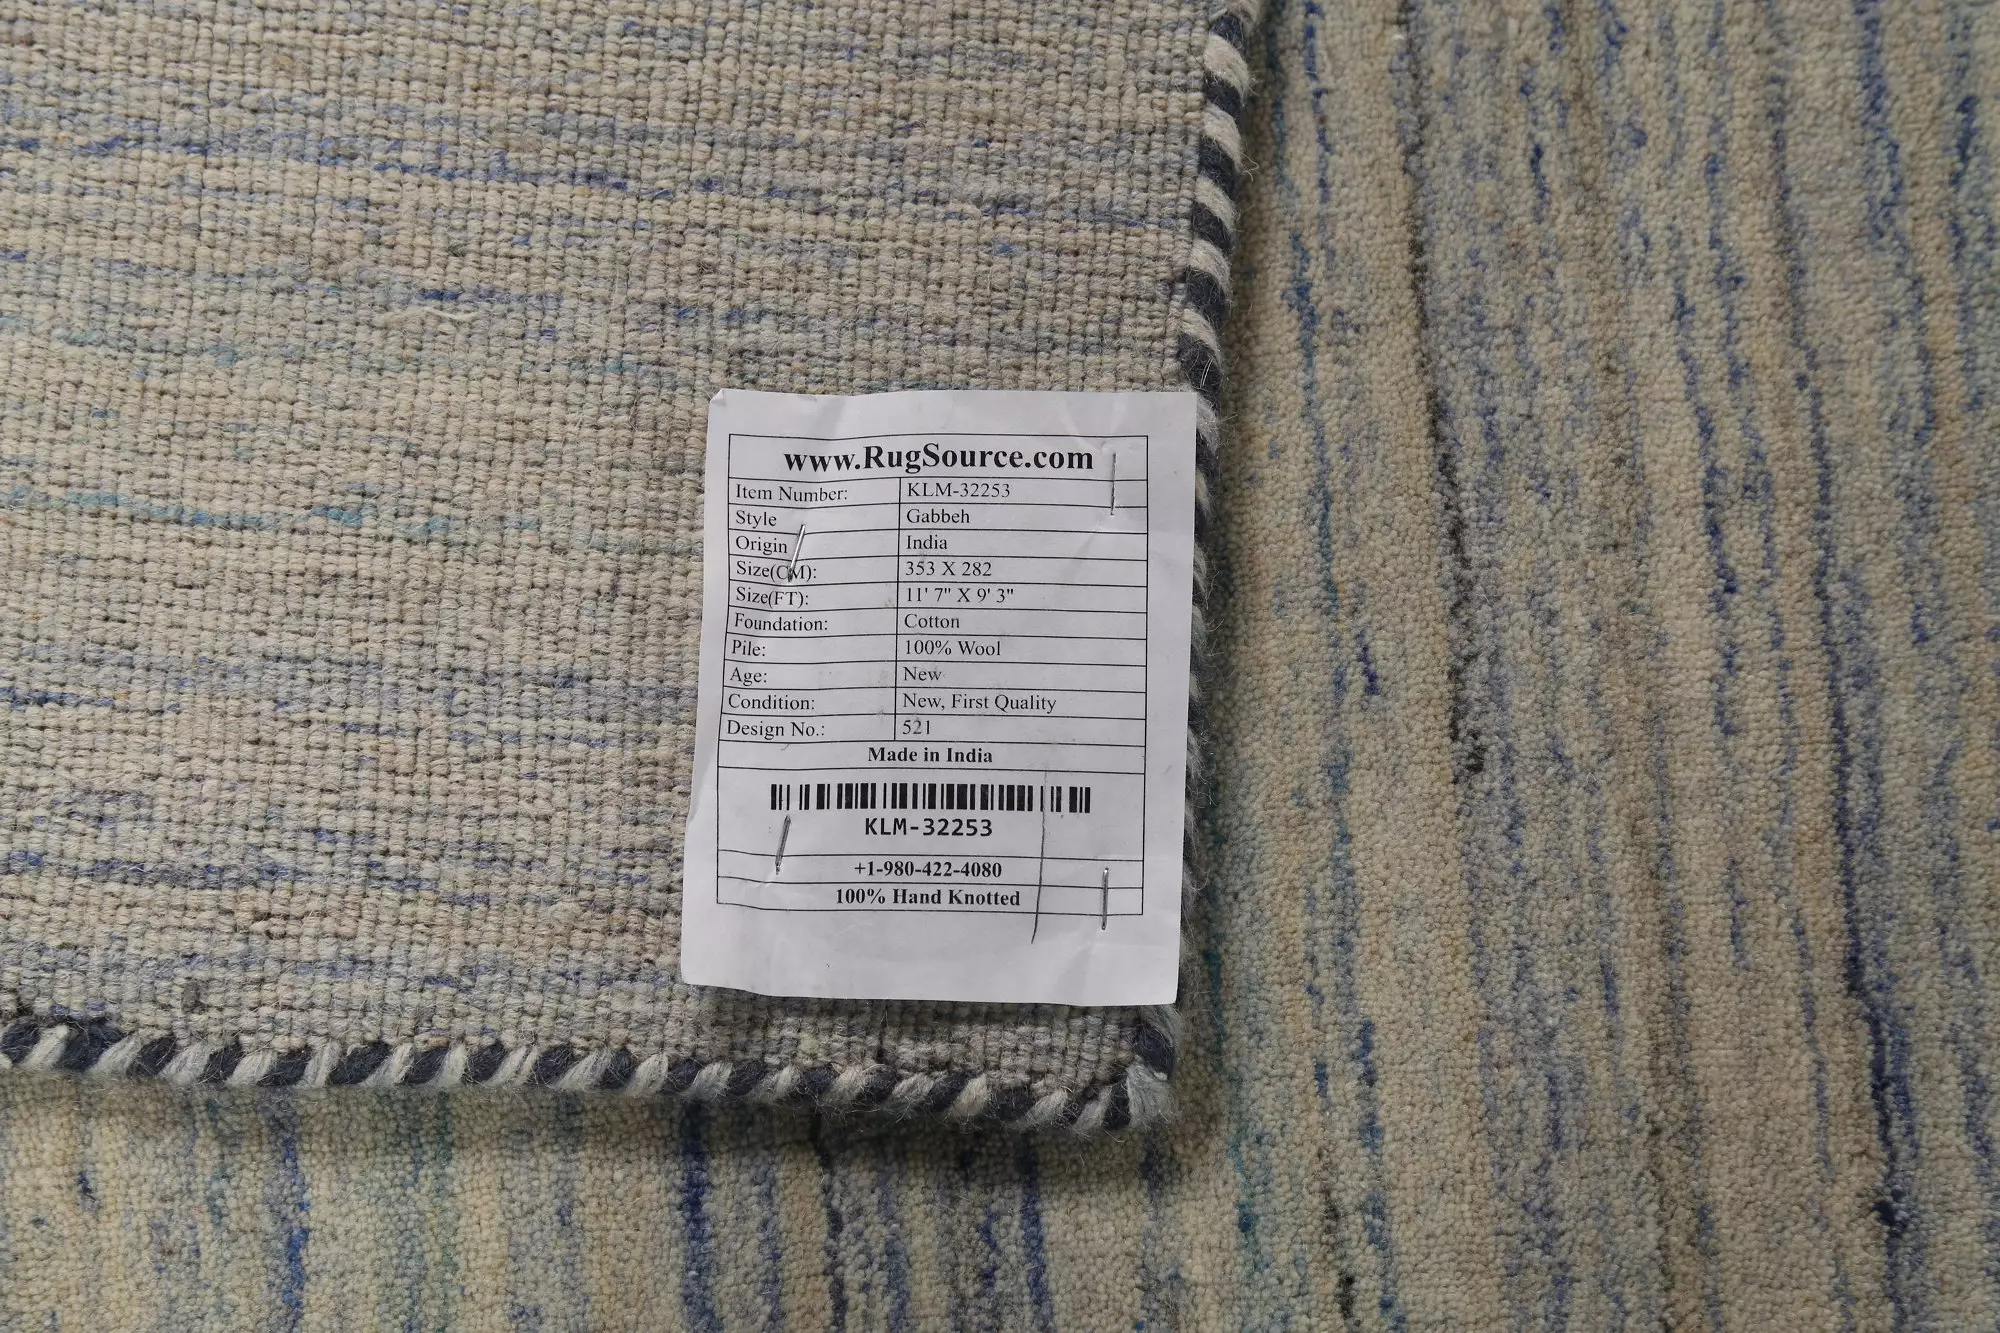 www.RugSource.com
Item Number: KLM-32253
Style Gabbeh
Origin India
Size(CM): 353 X 282
Size(FT): 11' 7" X 9' 3"
Foundation: Cotton
Pile: 100% Wool
Age: New
Condition: New, First Quality
Design No.: 521
Made in India
KLM-32253
+1-980-422-4080
100% Hand Knotted